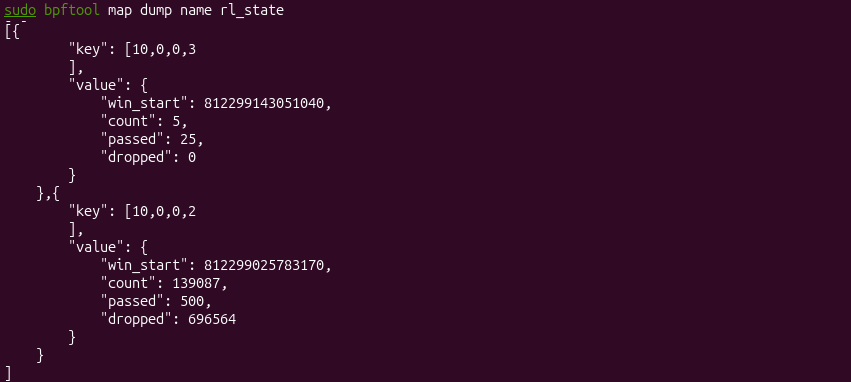 sudo bpftool map dump name rl_state
[{
        "key": [10,0,0,3
        ],
        "value": {
            "win_start": 812299143051040,
            "count": 5,
            "passed": 25,
            "dropped": 0
        }
    },{
        "key": [10,0,0,2
        ],
        "value": {
            "win_start": 812299025783170,
            "count": 139087,
            "passed": 500,
            "dropped": 696564
        }
    }
]